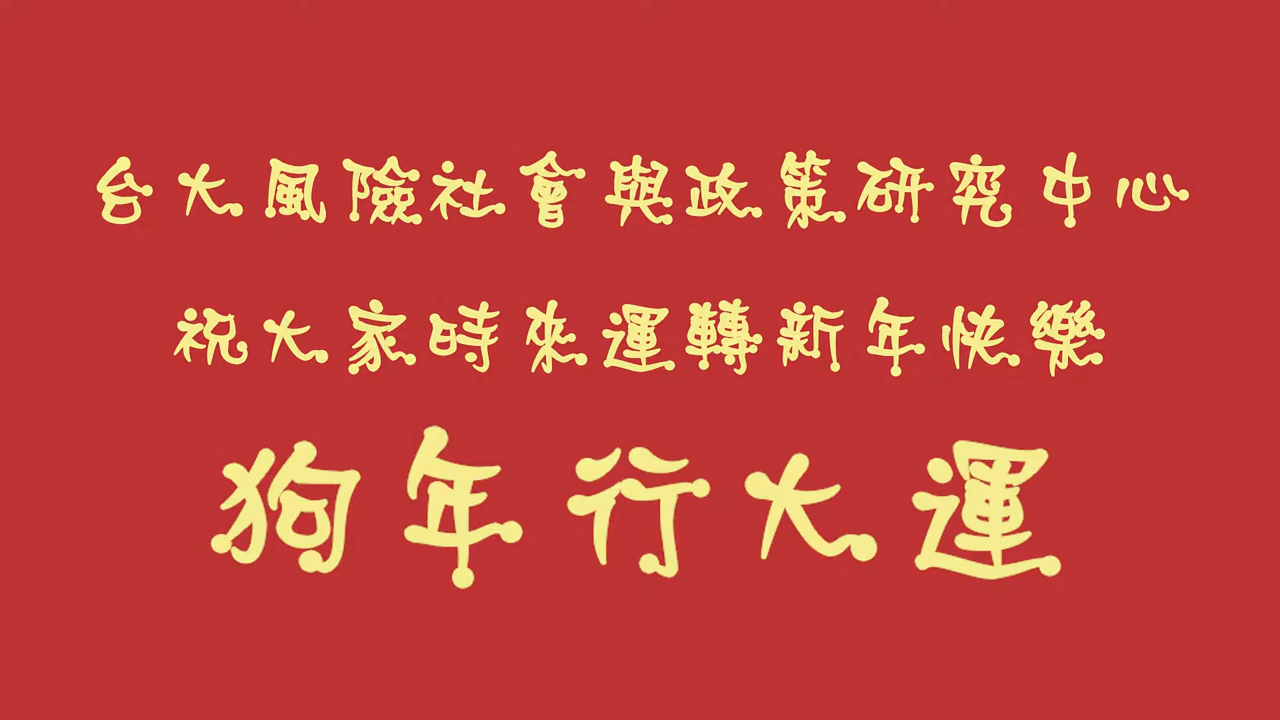 台大風險社會與政策研究中心
祝大家時來運轉新年快樂
狗年行大運